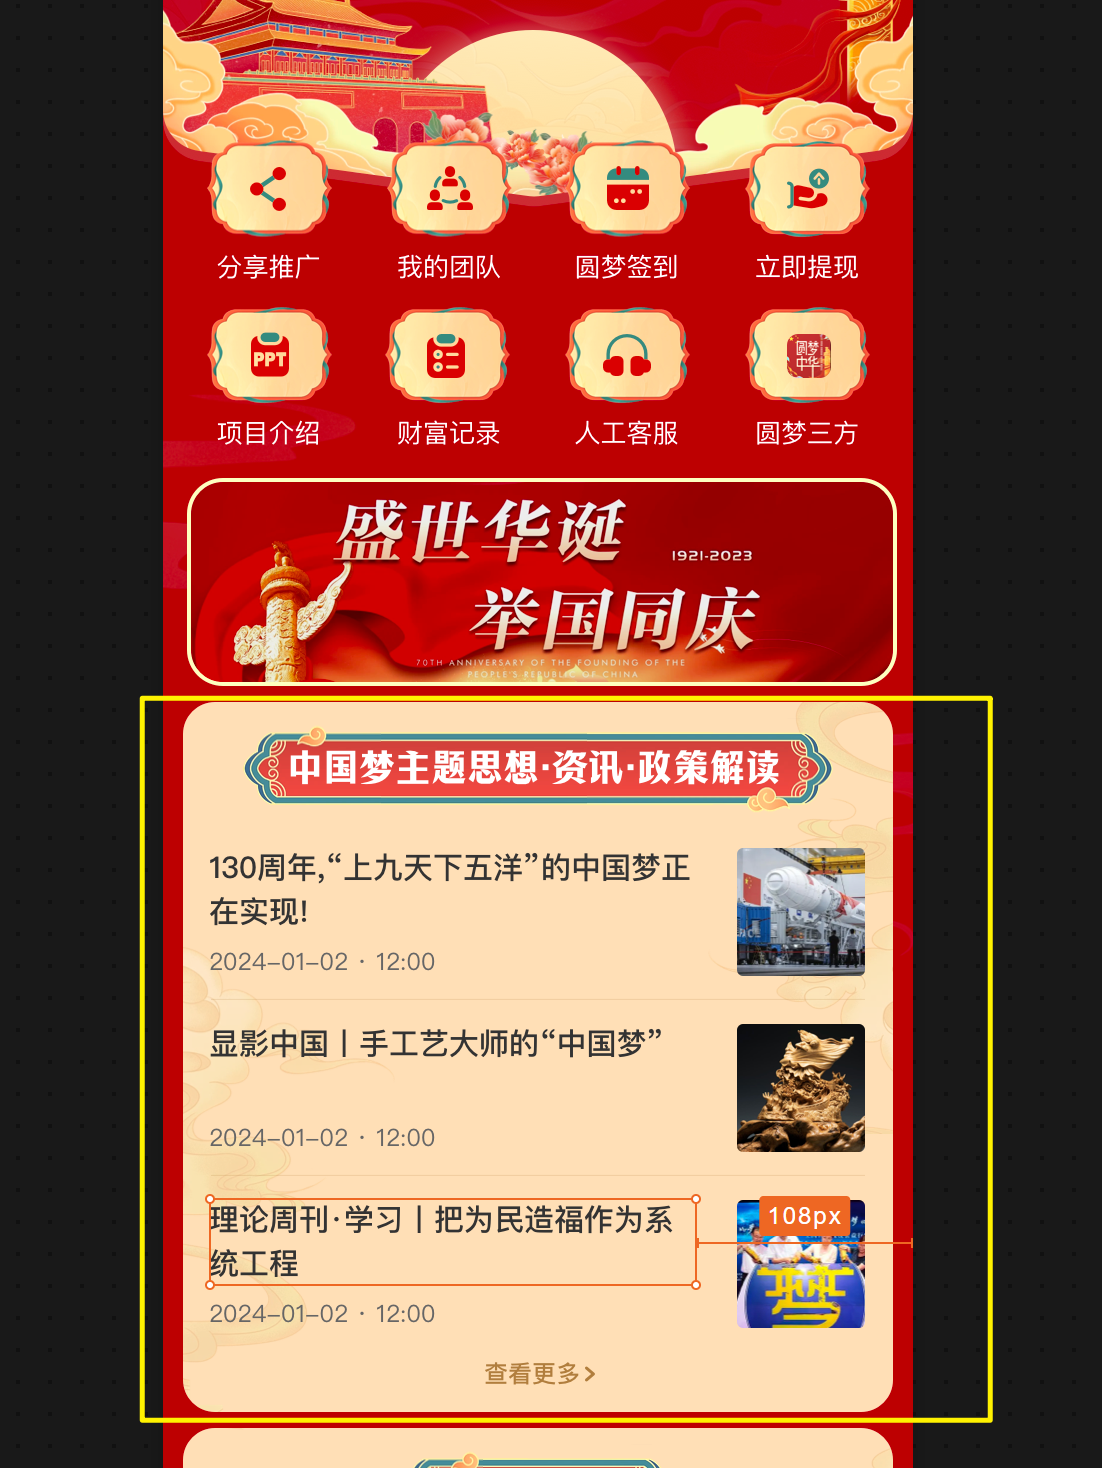 分享推广
我的团队
圆梦签到
立即提现
PPT
圆梦
中华
项目介绍
财富记录
人工客服
圆梦三方
盛世华诞
1921-2023
举国同庆
70TH ANNIVERSARY OF THE FOUNDING OF THE
PEOPLE'S REPUBLIC OF CHINA
中国梦主题思想·资讯·政策解读
130周年,“上九天下五洋”的中国梦正
在实现!
2024-01-02 · 12:00
显影中国丨手工艺大师的“中国梦”
2024-01-02 · 12:00
理论周刊·学习丨把为民造福作为系
统工程
108px
梦
2024-01-02 · 12:00
查看更多